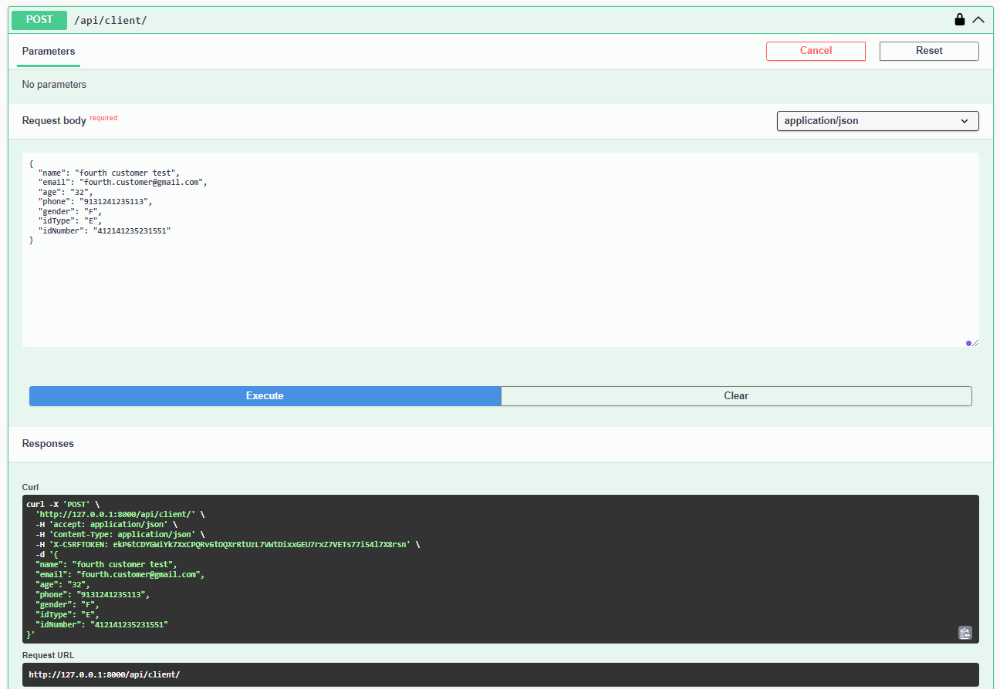 POST /api/client/
Parameters
Cancel
Reset
No parameters
Request body required
application/json
{
  "name": "fourth customer test",
  "email": "fourth.customer@gmail.com",
  "age": "32",
  "phone": "9131241235113",
  "gender": "F",
  "idType": "E",
  "idNumber": "412141235231551"
}
Execute
Clear
Responses
Curl
curl -X 'POST' \
  'http://127.0.0.1:8000/api/client/' \
  -H 'accept: application/json' \
  -H 'Content-Type: application/json' \
  -H 'X-CSRFTOKEN: ekP6tCDYGWiYk7XxCPQRv6tOQXrRtUzL7VWtDixxGEU7rxZ7VETs77i54l7X8rsn' \
  -d '{
  "name": "fourth customer test",
  "email": "fourth.customer@gmail.com",
  "age": "32",
  "phone": "9131241235113",
  "gender": "F",
  "idType": "E",
  "idNumber": "412141235231551"
}'
Request URL
http://127.0.0.1:8000/api/client/